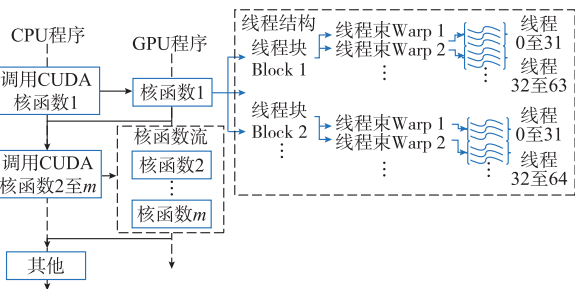 CPU程序
GPU程序
调用CUDA
核函数1
核函数1
调用CUDA
核函数2至m
核函数流
核函数2
⋮
核函数m
其他
线程结构
线程块
Block 1
线程束Warp 1
线程束Warp 2
⋮
线程
0至31
线程
32至63
⋮
线程块
Block 2
⋮
线程束Warp 1
线程束Warp 2
⋮
线程
0至31
线程
32至64
⋮